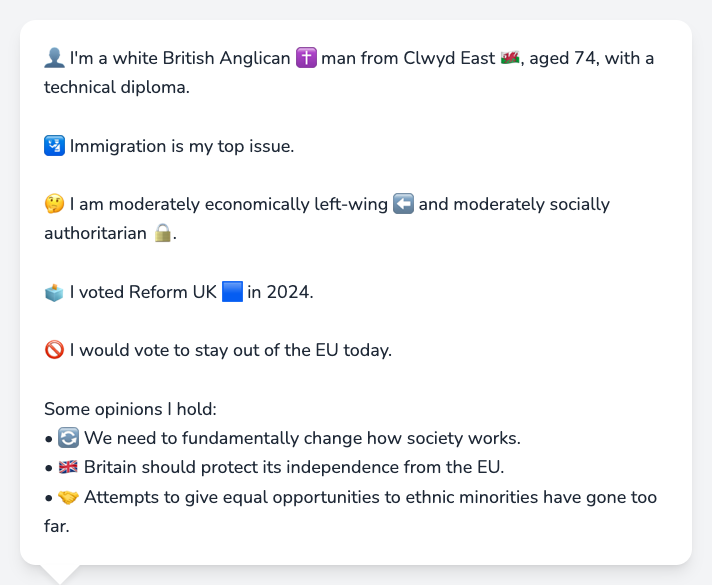 👤 I'm a white British Anglican ✝️ man from Clwyd East 🏴󠁧󠁢󠁷󠁬󠁳󠁿, aged 74, with a
technical diploma.
🛂 Immigration is my top issue.
🤔 I am moderately economically left-wing ⬅️ and moderately socially
authoritarian 🔒.
🗳️ I voted Reform UK 🟦 in 2024.
🚫 I would vote to stay out of the EU today.
Some opinions I hold:
• 🔄 We need to fundamentally change how society works.
• 🇬🇧 Britain should protect its independence from the EU.
• 🤝 Attempts to give equal opportunities to ethnic minorities have gone too
far.